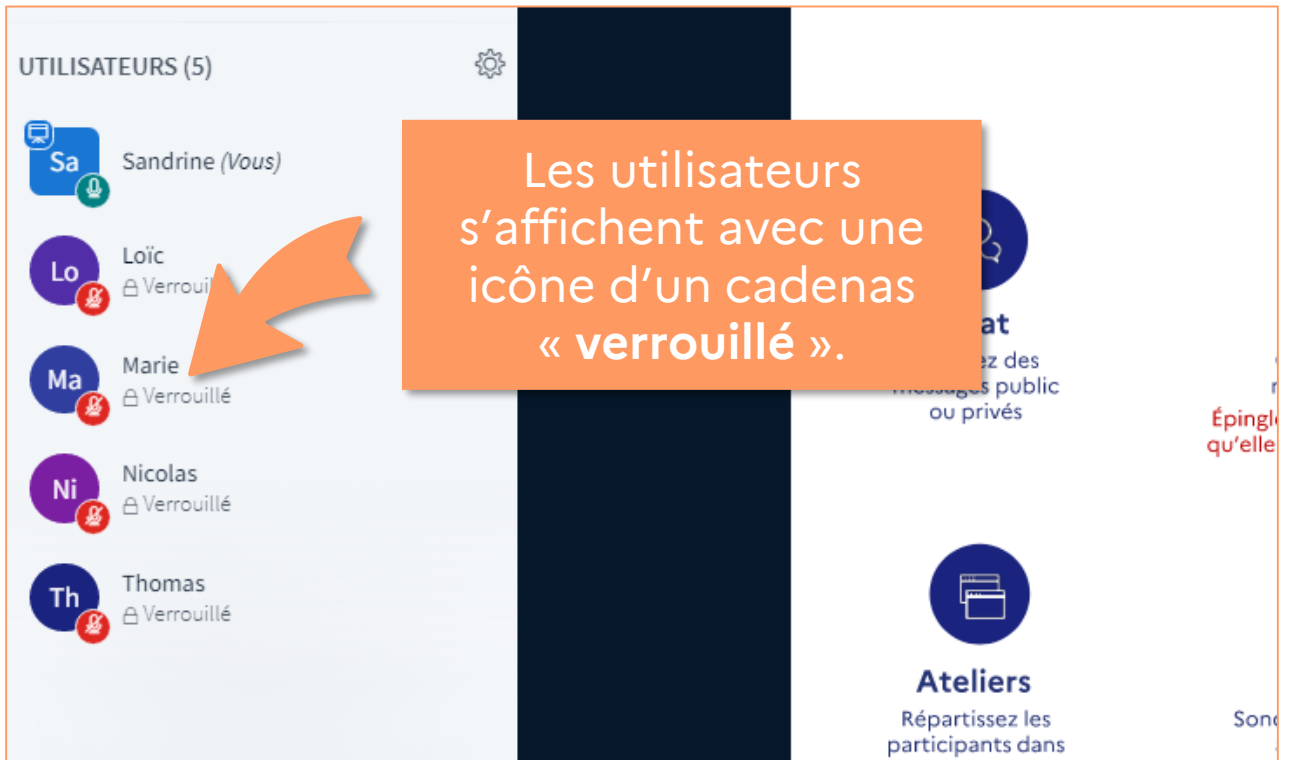 UTILISATEURS (5)
Sa
Sandrine (Vous)
Lo
Loïc
Ma
Marie
Verrouillé
Ni
Nicolas
Verrouillé
Th
Thomas
Verrouillé
Les utilisateurs
s’affichent avec une
icône d’un cadenas
« verrouillé ».
des
messages public
ou privés
Ateliers
Répartissez les
participants dans
qu’elle